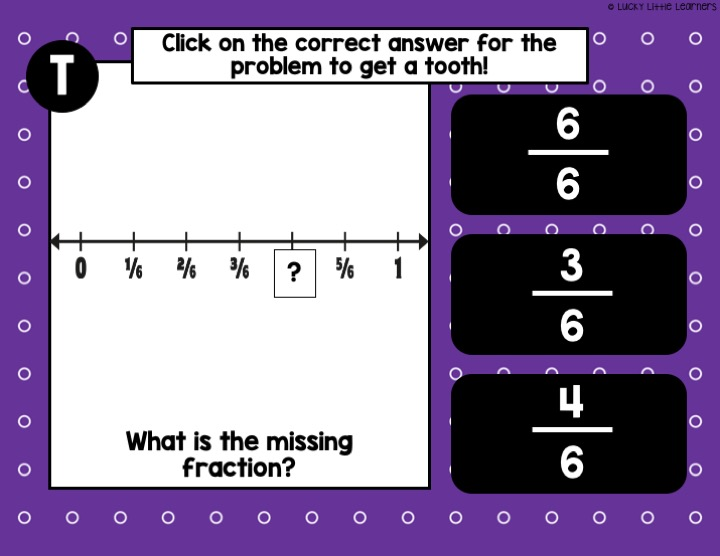 © Lucky Little Learners
Click on the correct answer for the
problem to get a tooth!
T
0 ⅙ 2/6 3/6 ? ⅚ 1
What is the missing
fraction?
6
6
3
6
4
6